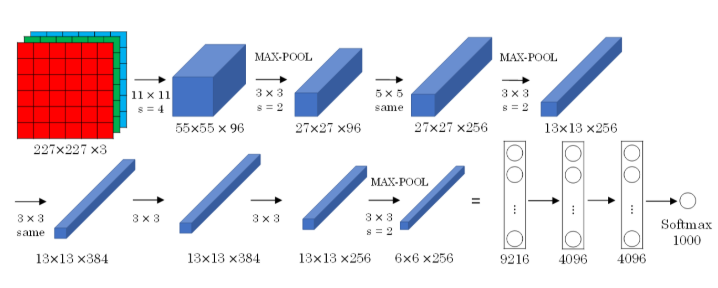 MAX-POOL
MAX-POOL
11 × 11
s = 4
3 × 3
s = 2
5 × 5
same
3 × 3
s = 2
227×227 ×3
55×55 × 96
27×27 ×96
27×27 ×256
13×13 ×256
MAX-POOL
3 × 3
same
3 × 3
3 × 3
3 × 3
s = 2
=
Softmax
1000
13×13 ×384
13×13 ×384
13×13 ×256
6×6 ×256
9216
4096
4096